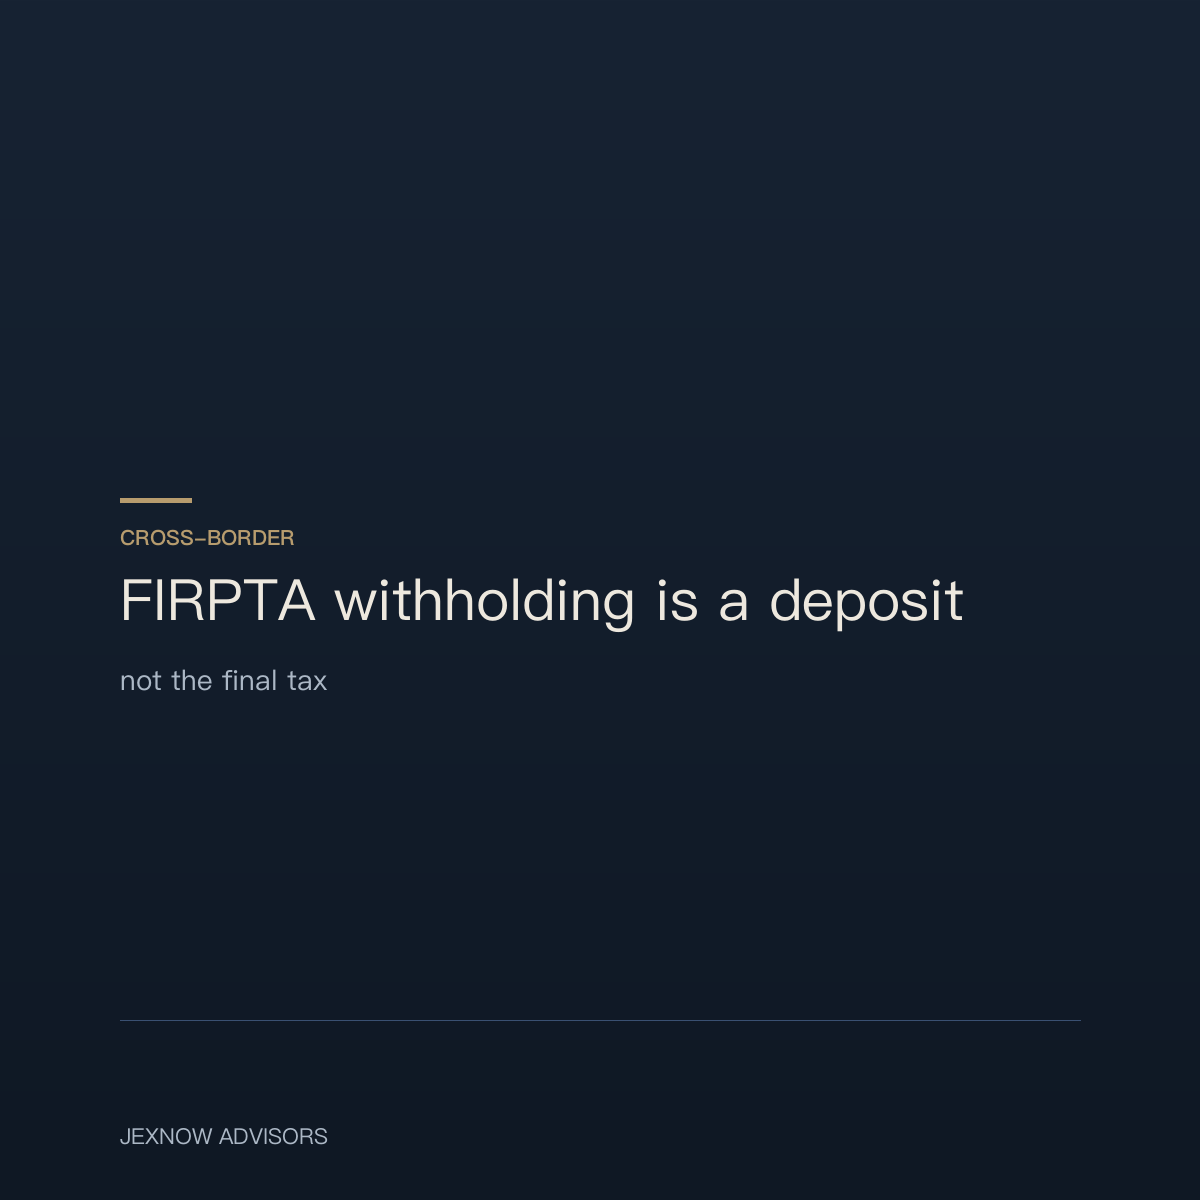 CROSS–BORDER
FIRPTA withholding is a deposit
not the final tax
JEXNOW ADVISORS